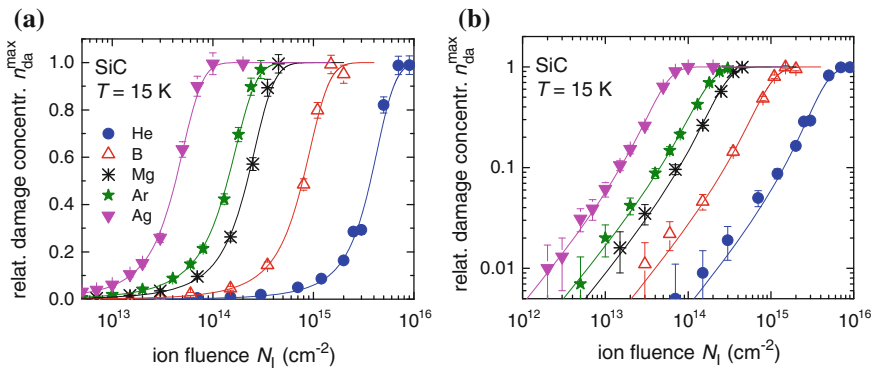 (a)
relat. damage concentr. n_da^max
1.0
0.8
0.6
0.4
0.2
0.0
SiC
T = 15 K
He
B
Mg
Ar
Ag
10^13 10^14 10^15 10^16
ion fluence N_I (cm^-2)
(b)
relat. damage concentr. n_da^max
1
0.1
0.01
SiC
T = 15 K
10^12 10^13 10^14 10^15 10^16
ion fluence N_I (cm^-2)